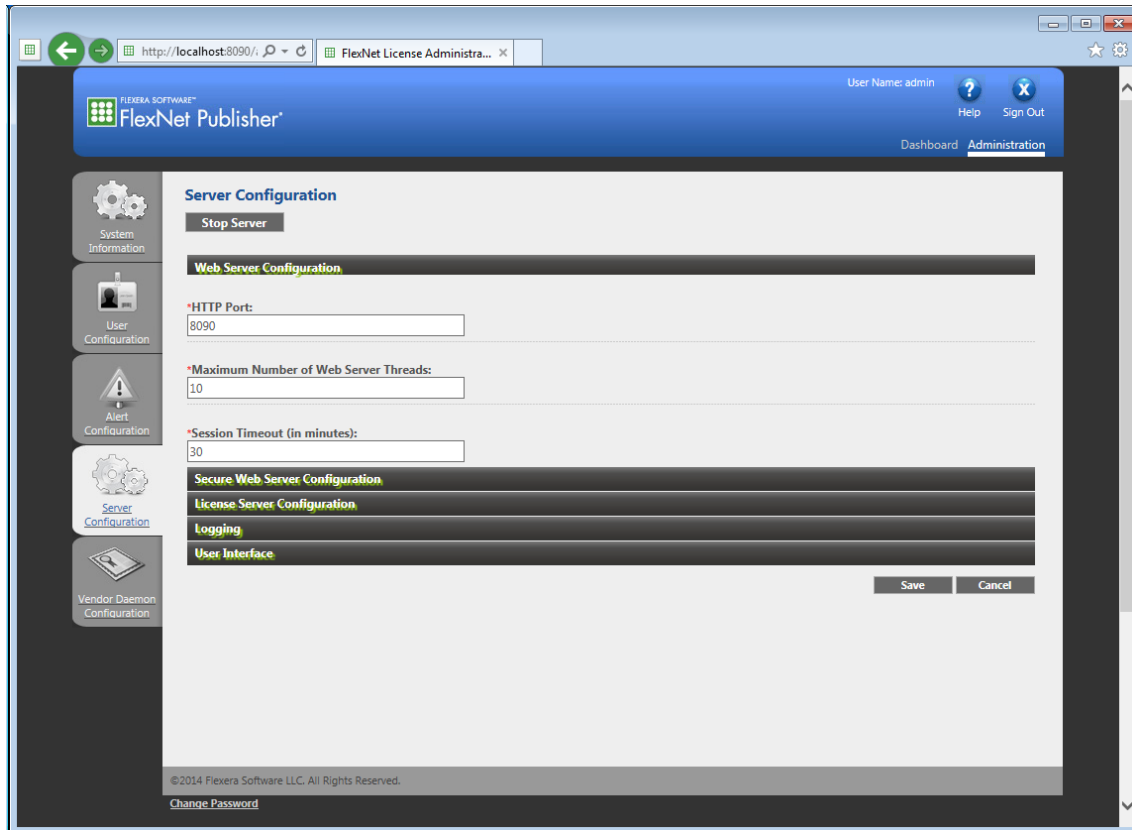 http://localhost:8090/
FlexNet License Administra...
User Name: admin
FLEXERA SOFTWARE™
FlexNet Publisher
Help
Sign Out
Dashboard Administration
System
Information
User
Configuration
Alert
Configuration
Server
Configuration
Vendor Daemon
Configuration
Server Configuration
Stop Server
Web Server Configuration
*HTTP Port:
8090
*Maximum Number of Web Server Threads:
10
*Session Timeout (in minutes):
30
Secure Web Server Configuration
License Server Configuration
Logging
User Interface
Save
Cancel
©2014 Flexera Software LLC. All Rights Reserved.
Change Password